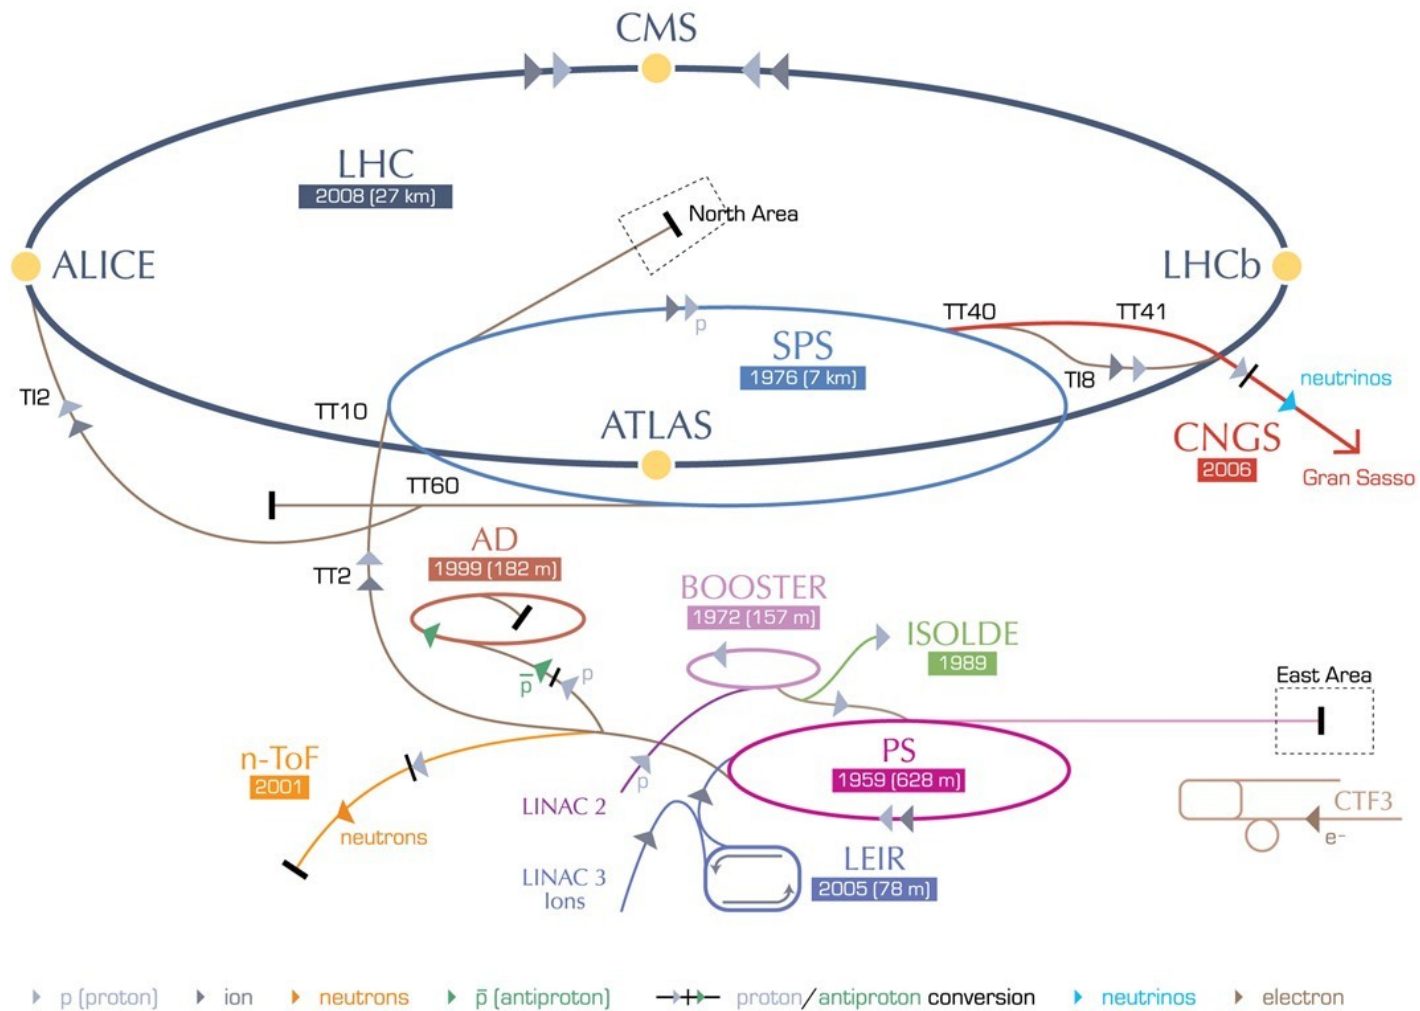 CMS
LHC
2008 (27 km)
North Area
ALICE
LHCb
TT40
TT41
p
SPS
1976 (7 km)
TI8
neutrinos
TI2
TT10
ATLAS
CNGS
2006
Gran Sasso
TT60
AD
1999 (182 m)
TT2
BOOSTER
1972 (157 m)
ISOLDE
1989
p̄
p
East Area
n-ToF
2001
PS
1959 (628 m)
p
LINAC 2
CTF3
neutrons
e-
LEIR
2005 (78 m)
LINAC 3
Ions
p (proton)
ion
neutrons
p̄ (antiproton)
proton/antiproton conversion
neutrinos
electron